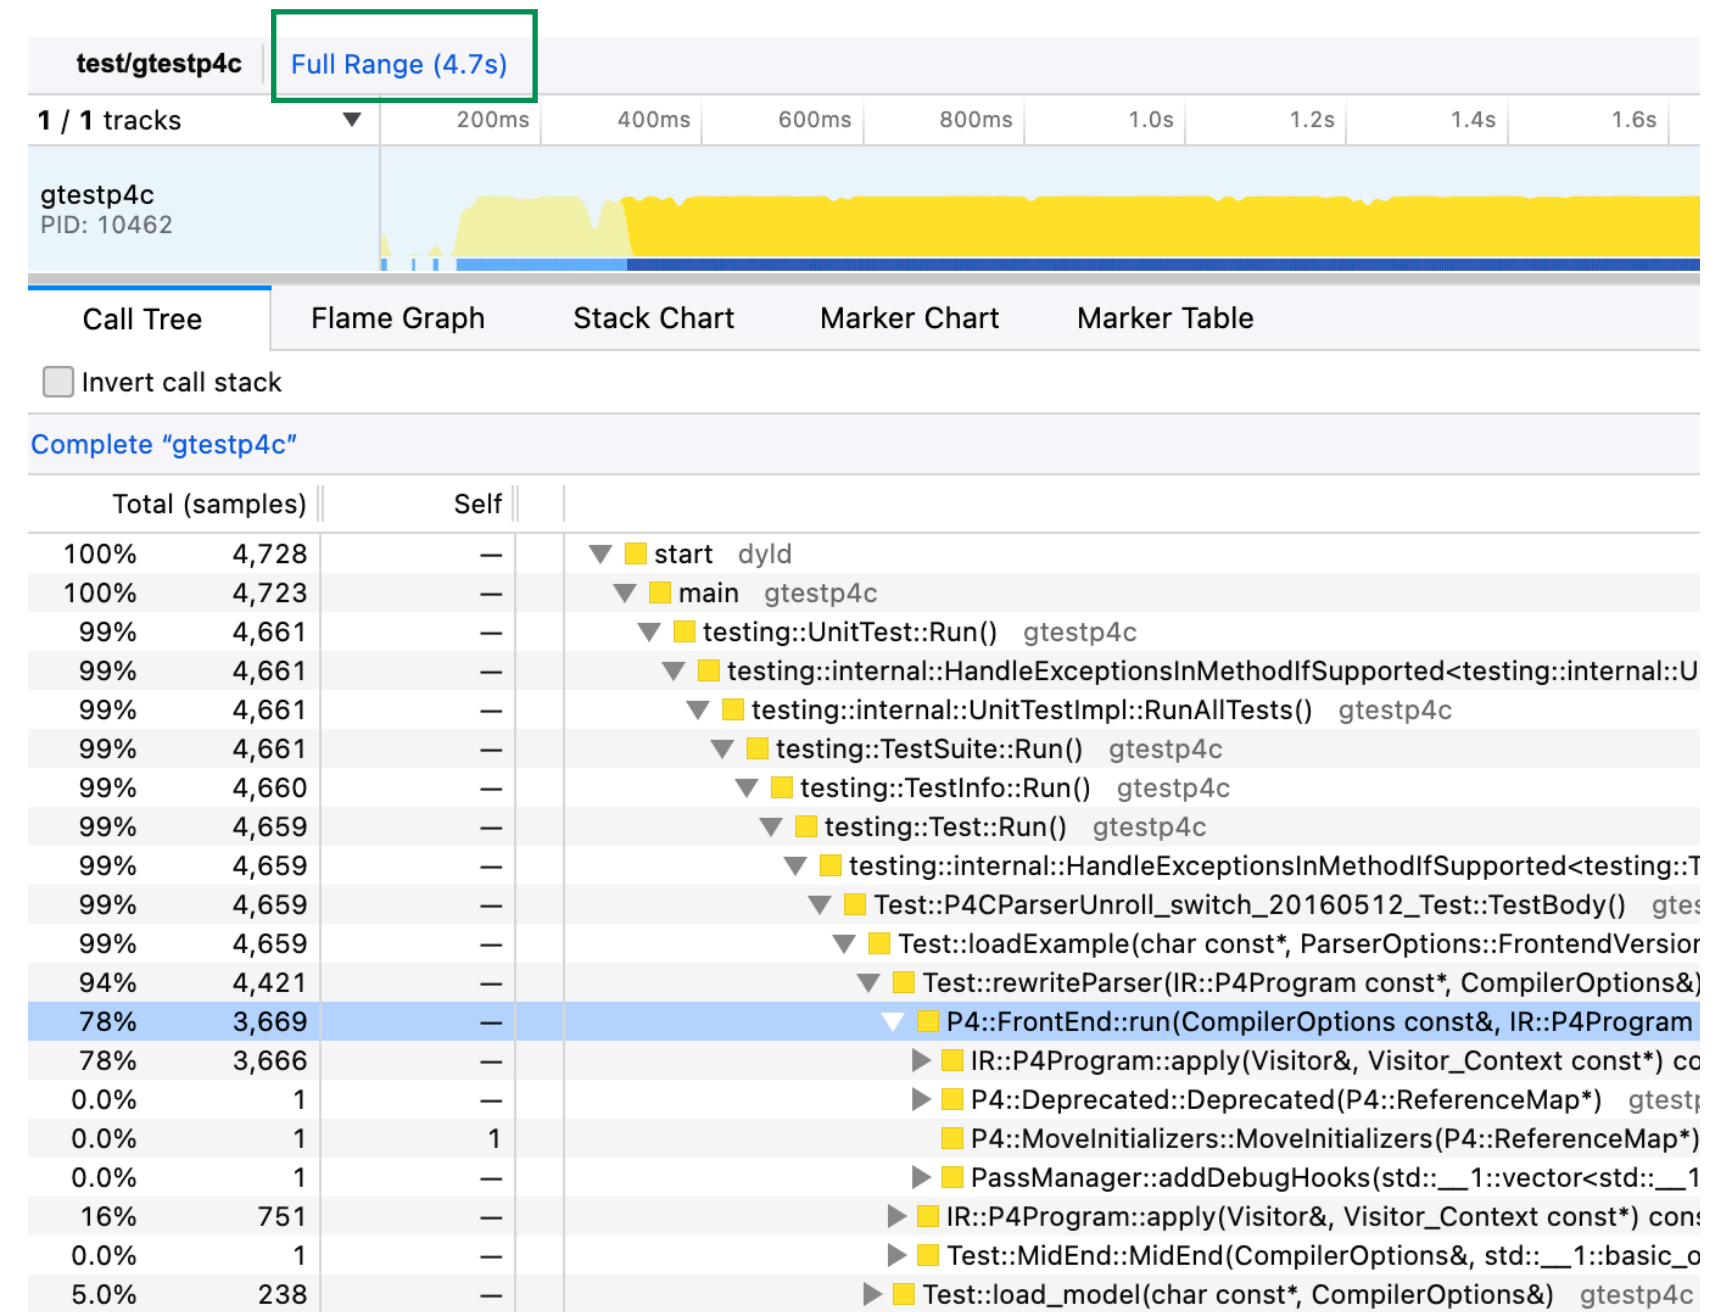 test/gtestp4c Full Range (4.7s)
1 / 1 tracks 200ms 400ms 600ms 800ms 1.0s 1.2s 1.4s 1.6s
gtestp4c
PID: 10462
Call Tree Flame Graph Stack Chart Marker Chart Marker Table
Invert call stack
Complete “gtestp4c”
Total (samples) Self
100% 4,728 — start dyld
100% 4,723 — main gtestp4c
99% 4,661 — testing::UnitTest::Run() gtestp4c
99% 4,661 — testing::internal::HandleExceptionsInMethodIfSupported<testing::internal::U
99% 4,661 — testing::internal::UnitTestImpl::RunAllTests() gtestp4c
99% 4,661 — testing::TestSuite::Run() gtestp4c
99% 4,660 — testing::TestInfo::Run() gtestp4c
99% 4,659 — testing::Test::Run() gtestp4c
99% 4,659 — testing::internal::HandleExceptionsInMethodIfSupported<testing::T
99% 4,659 — Test::P4CParserUnroll_switch_20160512_Test::TestBody() gtes
99% 4,659 — Test::loadExample(char const*, ParserOptions::FrontendVersion
94% 4,421 — Test::rewriteParser(IR::P4Program const*, CompilerOptions&)
78% 3,669 — P4::FrontEnd::run(CompilerOptions const&, IR::P4Program
78% 3,666 — IR::P4Program::apply(Visitor&, Visitor_Context const*) co
0.0% 1 — P4::Deprecated::Deprecated(P4::ReferenceMap*) gtestp
0.0% 1 1 P4::MoveInitializers::MoveInitializers(P4::ReferenceMap*)
0.0% 1 — PassManager::addDebugHooks(std::__1::vector<std::__1
16% 751 — IR::P4Program::apply(Visitor&, Visitor_Context const*) cons
0.0% 1 — Test::MidEnd::MidEnd(CompilerOptions&, std::__1::basic_o
5.0% 238 — Test::load_model(char const*, CompilerOptions&) gtestp4c